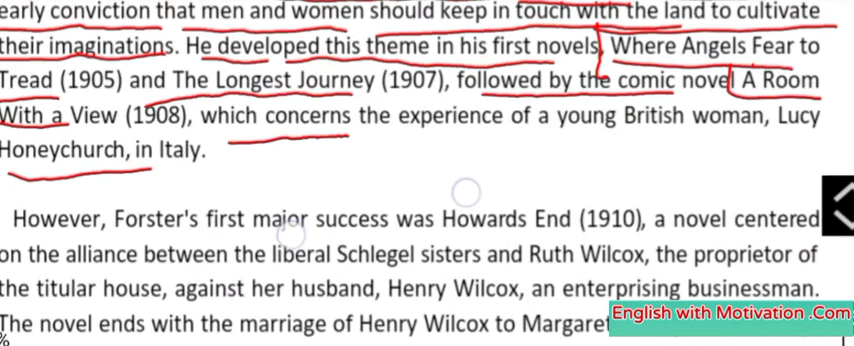 early conviction that men and women should keep in touch with the land to cultivate
their imaginations. He developed this theme in his first novels, Where Angels Fear to
Tread (1905) and The Longest Journey (1907), followed by the comic novel A Room
With a View (1908), which concerns the experience of a young British woman, Lucy
Honeychurch, in Italy.
However, Forster's first major success was Howards End (1910), a novel centered
on the alliance between the liberal Schlegel sisters and Ruth Wilcox, the proprietor of
the titular house, against her husband, Henry Wilcox, an enterprising businessman.
The novel ends with the marriage of Henry Wilcox to Margaret
English with Motivation .Com
%